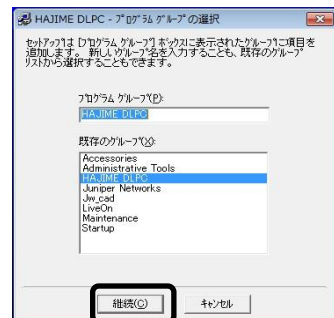 HAJIME DLPC - ﾌﾟﾛｸﾞﾗﾑ ｸﾞﾙｰﾌﾟの選択
ｾｯﾄｱｯﾌﾟは [ﾌﾟﾛｸﾞﾗﾑ ｸﾞﾙｰﾌﾟ] ﾎﾞｯｸｽに表示されたｸﾞﾙｰﾌﾟに項目を
追加します。 新しいｸﾞﾙｰﾌﾟ名を入力することも、既存のｸﾞﾙｰﾌﾟ
ﾘｽﾄから選択することもできます。
ﾌﾟﾛｸﾞﾗﾑ ｸﾞﾙｰﾌﾟ(P):
HAJIME DLPC
既存のｸﾞﾙｰﾌﾟ(X):
Accessories
Administrative Tools
HAJIME DLPC
Juniper Networks
Jw_cad
LiveOn
Maintenance
Startup
継続(C)
ｷｬﾝｾﾙ